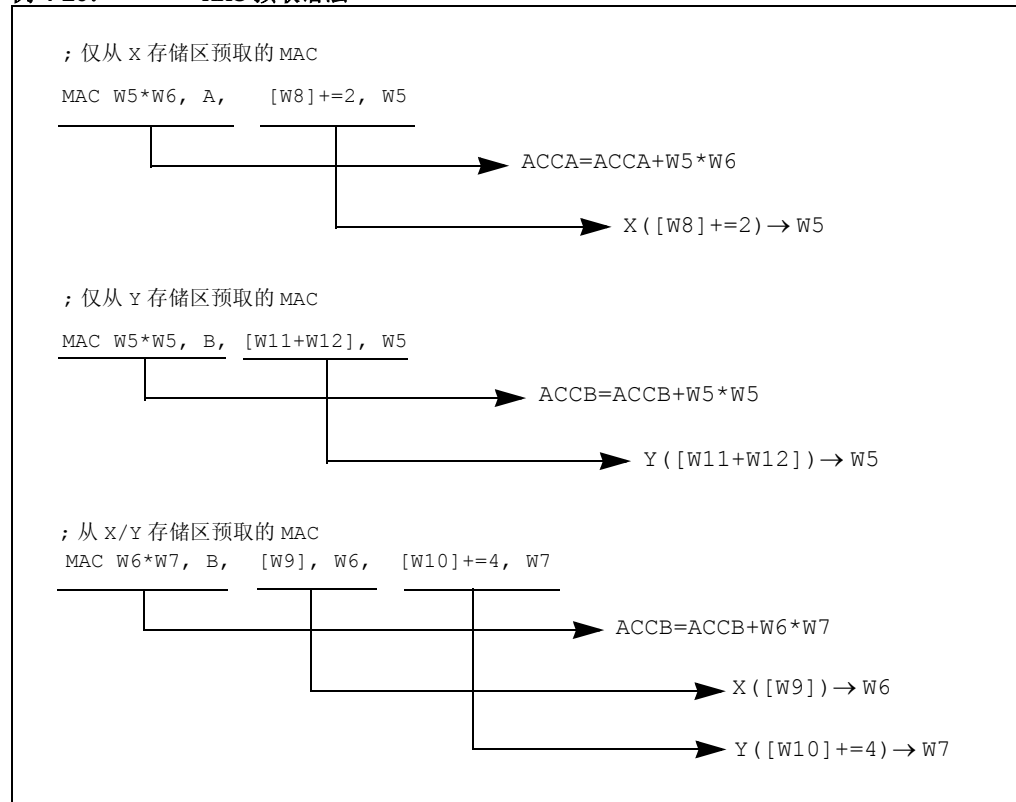 ; 仅从 X 存储区预取的 MAC
MAC W5*W6, A, [W8]+=2, W5
ACCA=ACCA+W5*W6
X([W8]+=2)→W5
; 仅从 Y 存储区预取的 MAC
MAC W5*W5, B, [W11+W12], W5
ACCB=ACCB+W5*W5
Y([W11+W12])→W5
; 从 X/Y 存储区预取的 MAC
MAC W6*W7, B, [W9], W6, [W10]+=4, W7
ACCB=ACCB+W6*W7
X([W9])→W6
Y([W10]+=4)→W7